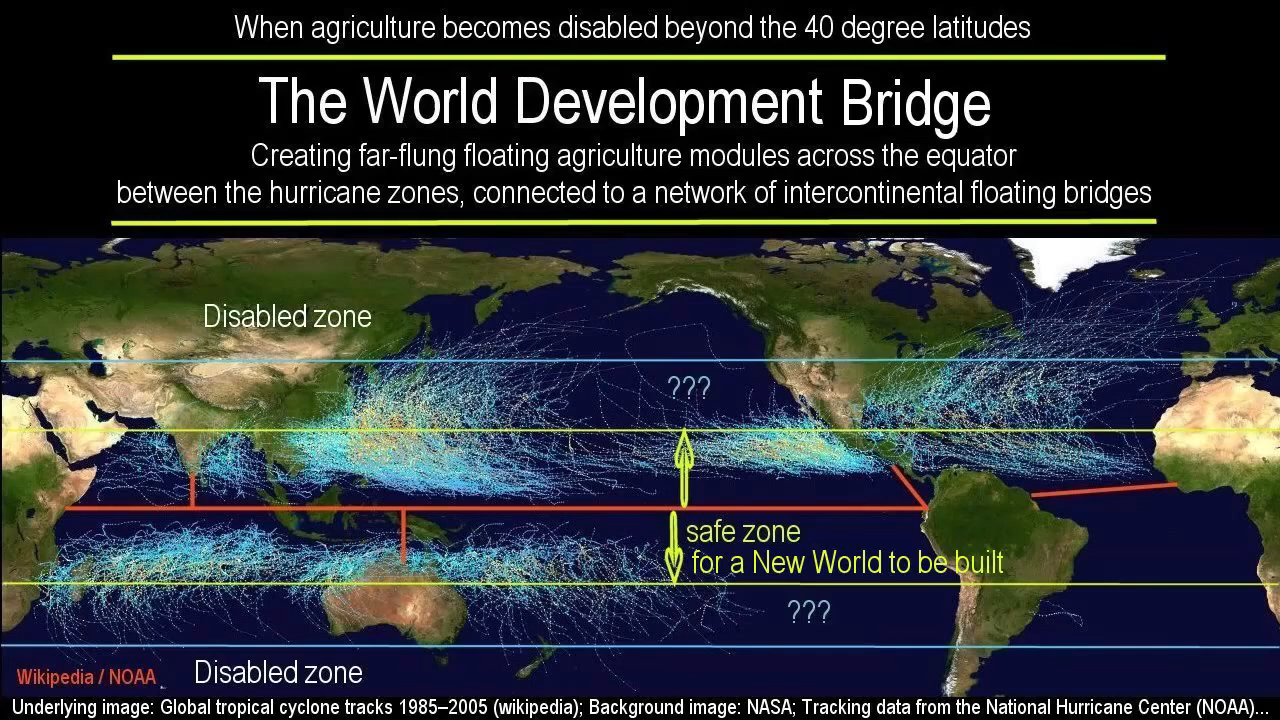 When agriculture becomes disabled beyond the 40 degree latitudes
The World Development Bridge
Creating far-flung floating agriculture modules across the equator
between the hurricane zones, connected to a network of intercontinental floating bridges
Disabled zone
???
safe zone
for a New World to be built
???
Disabled zone
Wikipedia / NOAA
Underlying image: Global tropical cyclone tracks 1985–2005 (wikipedia); Background image: NASA; Tracking data from the National Hurricane Center (NOAA)...